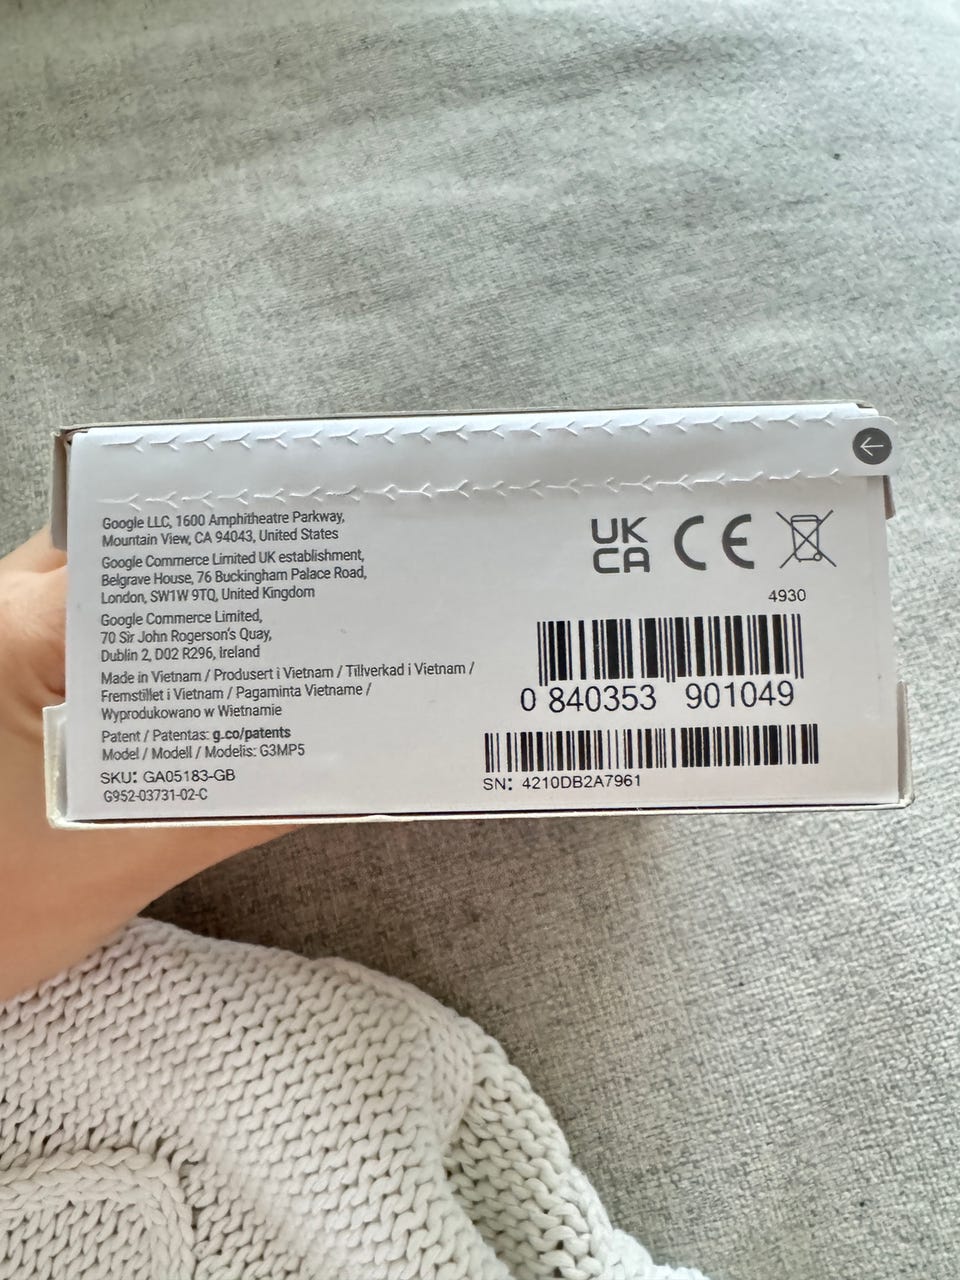 Google LLC, 1600 Amphitheatre Parkway,
Mountain View, CA 94043, United States
Google Commerce Limited UK establishment,
Belgrave House, 76 Buckingham Palace Road,
London, SW1W 9TQ, United Kingdom
Google Commerce Limited,
70 Sir John Rogerson's Quay,
Dublin 2, D02 R296, Ireland
Made in Vietnam / Produsert i Vietnam / Tillverkad i Vietnam /
Fremstillet i Vietnam / Pagaminta Vietname /
Wyprodukowano w Wietnamie
Patent / Patentas: g.co/patents
Model / Modell / Modelis: G3MP5
SKU: GA05183-GB
G952-03731-02-C
UK
CA
CE
4930
0 840353 901049
SN: 4210DB2A7961